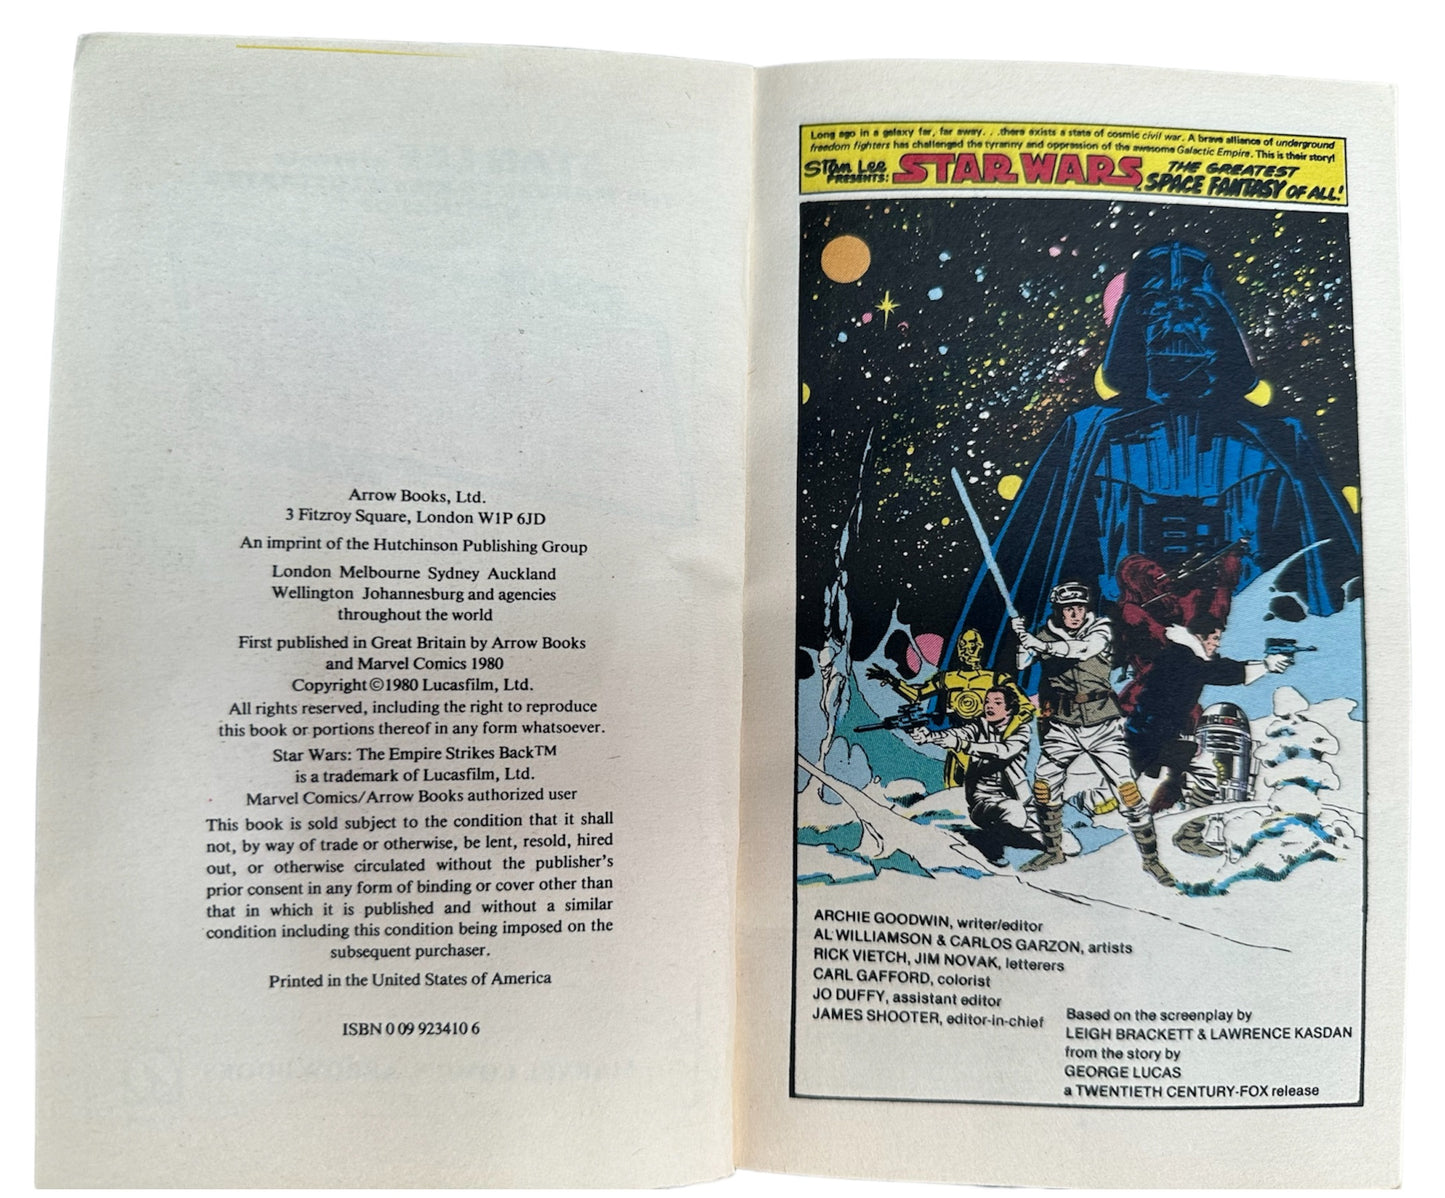 Arrow Books, Ltd.
3 Fitzroy Square, London W1P 6JD
An imprint of the Hutchinson Publishing Group
London Melbourne Sydney Auckland
Wellington Johannesburg and agencies
throughout the world
First published in Great Britain by Arrow Books
and Marvel Comics 1980
Copyright ©1980 Lucasfilm, Ltd.
All rights reserved, including the right to reproduce
this book or portions thereof in any form whatsoever.
Star Wars: The Empire Strikes Back™
is a trademark of Lucasfilm, Ltd.
Marvel Comics/Arrow Books authorized user
This book is sold subject to the condition that it shall
not, by way of trade or otherwise, be lent, resold, hired
out, or otherwise circulated without the publisher's
prior consent in any form of binding or cover other than
that in which it is published and without a similar
condition including this condition being imposed on the
subsequent purchaser.
Printed in the United States of America
ISBN 0 09 923410 6
Long ago in a galaxy far, far away. . .there exists a state of cosmic civil war. A brave alliance of underground
freedom fighters has challenged the tyranny and oppression of the awesome Galactic Empire. This is their story!
Stan Lee
PRESENTS:
STAR WARS
THE GREATEST
SPACE FANTASY OF ALL!
ARCHIE GOODWIN, writer/editor
AL WILLIAMSON & CARLOS GARZON, artists
RICK VIETCH, JIM NOVAK, letterers
CARL GAFFORD, colorist
JO DUFFY, assistant editor
JAMES SHOOTER, editor-in-chief
Based on the screenplay by
LEIGH BRACKETT & LAWRENCE KASDAN
from the story by
GEORGE LUCAS
a TWENTIETH CENTURY-FOX release